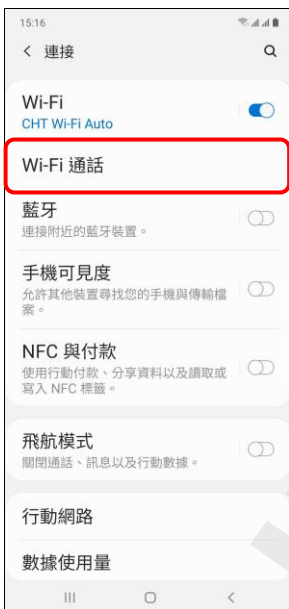 15:16
連接
Wi-Fi
CHT Wi-Fi Auto
Wi-Fi 通話
藍牙
連接附近的藍牙裝置。
手機可見度
允許其他裝置尋找您的手機與傳輸檔
案。
NFC 與付款
使用行動付款、分享資料以及讀取或
寫入 NFC 標籤。
飛航模式
關閉通話、訊息以及行動數據。
行動網路
數據使用量